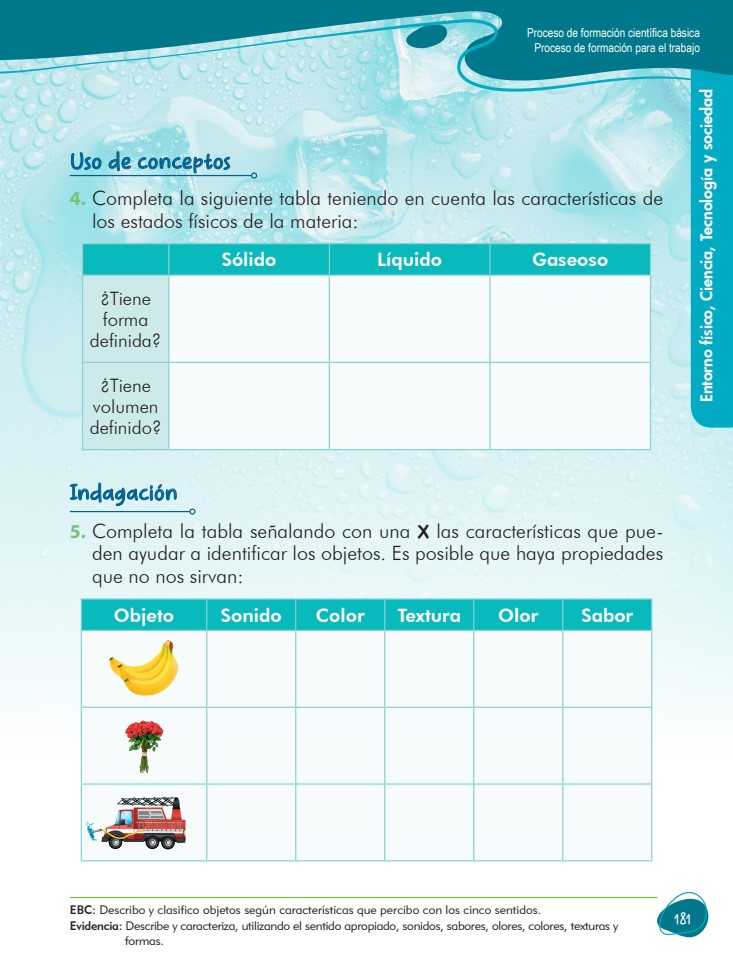 Proceso de formación científica básica
Proceso de formación para el trabajo
Entorno físico, Ciencia, Tecnología y sociedad
Uso de conceptos
4. Completa la siguiente tabla teniendo en cuenta las características de
los estados físicos de la materia:
Sólido Líquido Gaseoso
¿Tiene
forma
definida?
¿Tiene
volumen
definido?
Indagación
5. Completa la tabla señalando con una X las características que pue-
den ayudar a identificar los objetos. Es posible que haya propiedades
que no nos sirvan:
Objeto Sonido Color Textura Olor Sabor
EBC: Describo y clasifico objetos según características que percibo con los cinco sentidos.
Evidencia: Describe y caracteriza, utilizando el sentido apropiado, sonidos, sabores, olores, colores, texturas y
formas.
181